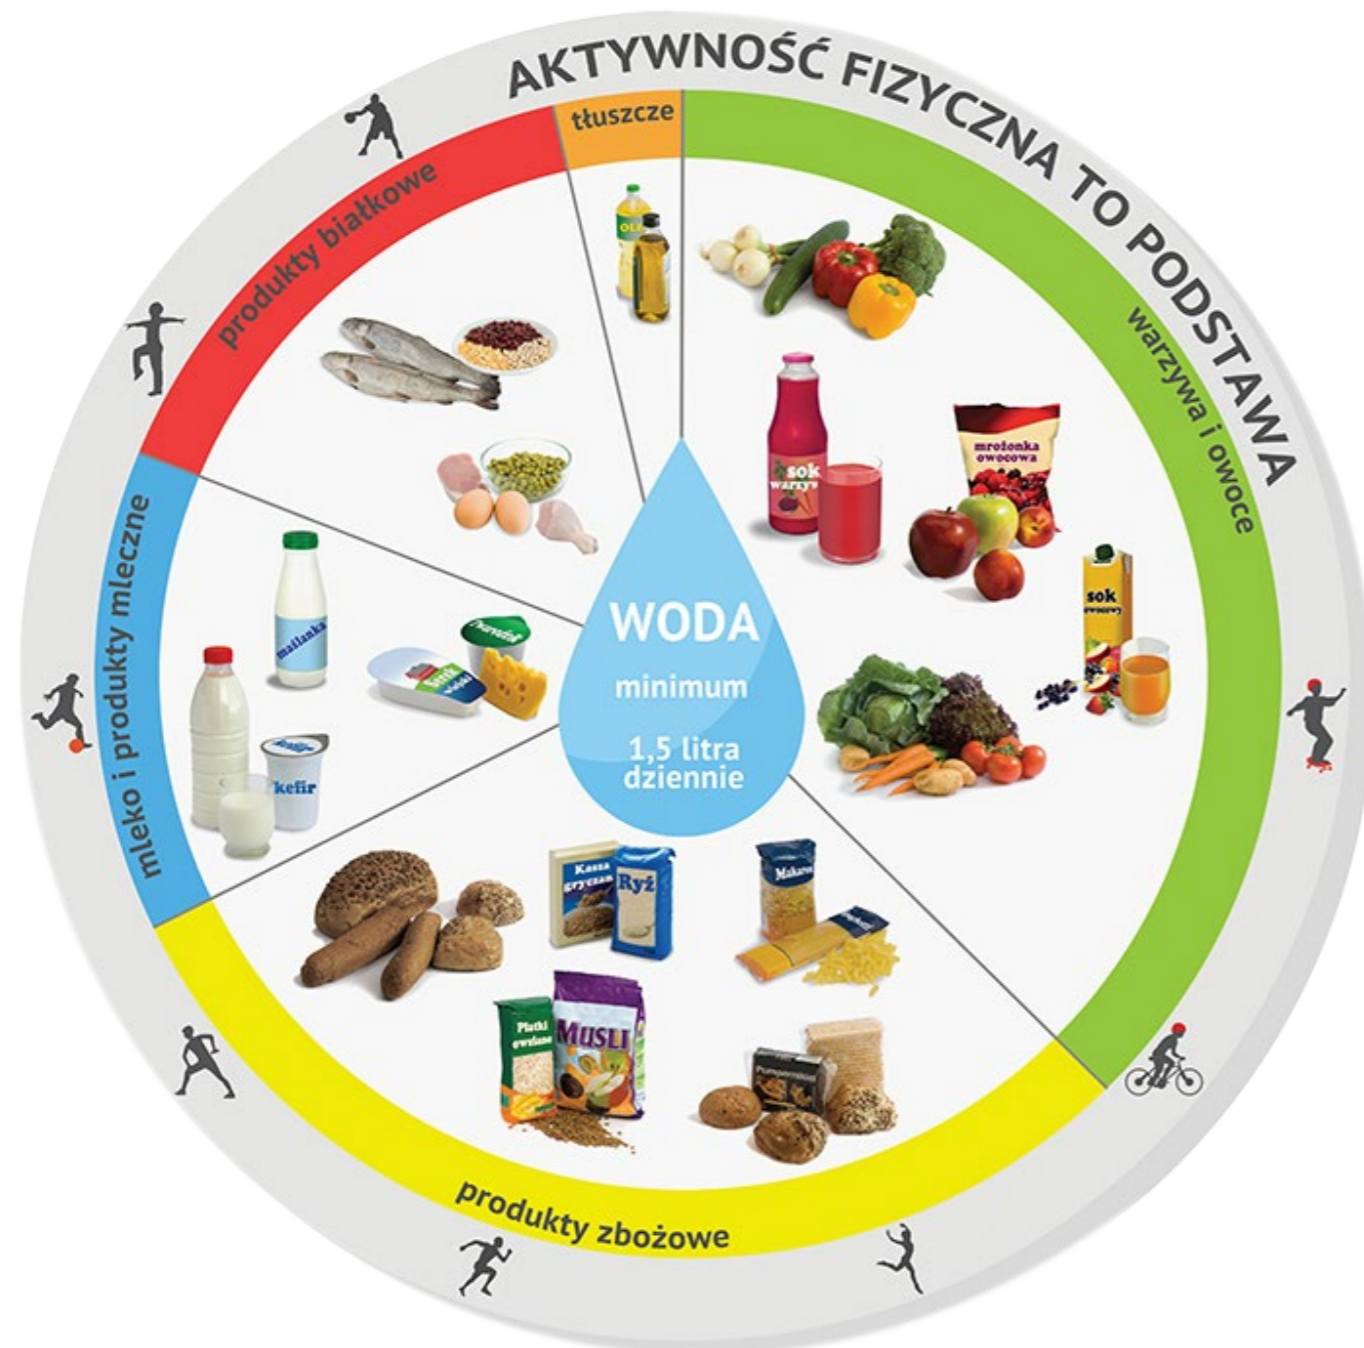 AKTYWNOŚĆ FIZYCZNA TO PODSTAWA
tłuszcze
produkty białkowe
warzywa i owoce
mleko i produkty mleczne
produkty zbożowe
WODA
minimum
1,5 litra
dziennie
sok
mrożonka
owocowa
sok
maślanka
kefir
Kasza
Ryż
Makaron
Płatki
owsiane
MUSLI